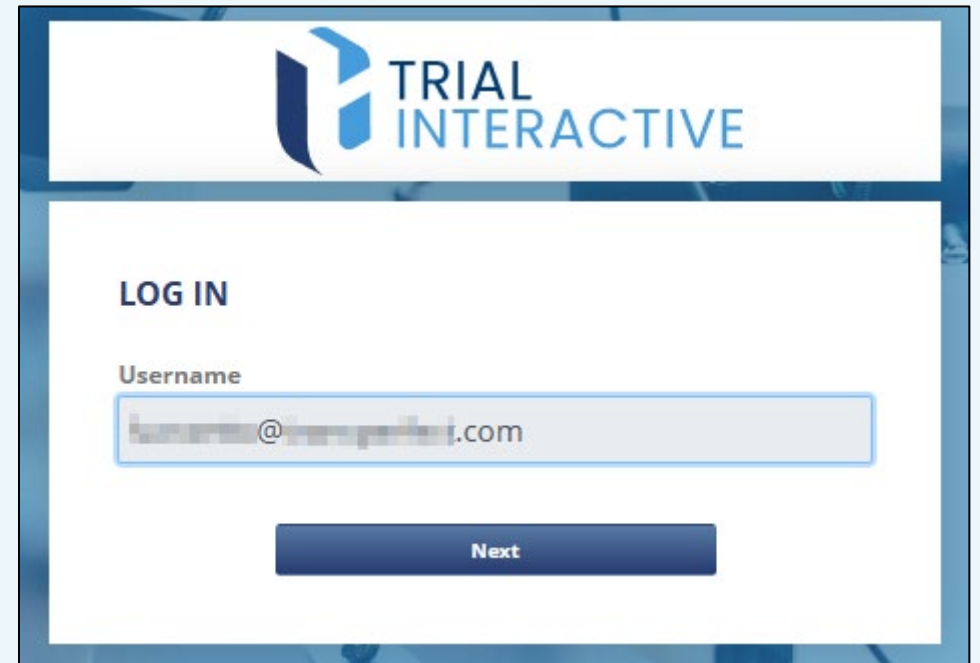 TRIAL
INTERACTIVE
LOG IN
Username
@ .com
Next